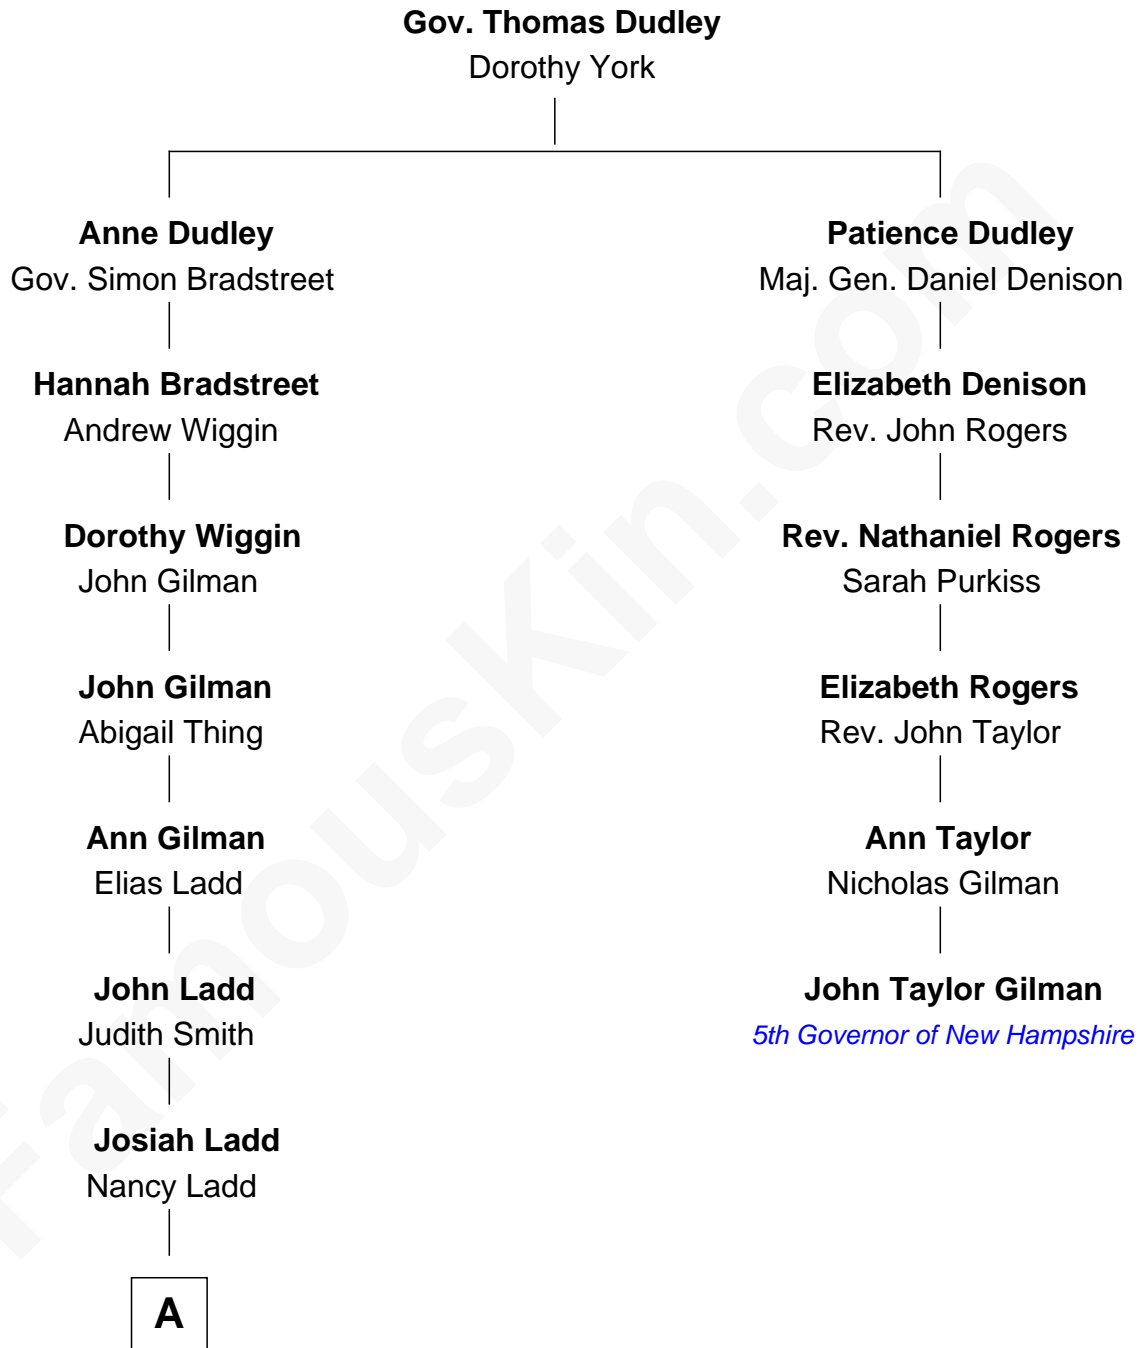 Gov. Thomas Dudley
Dorothy York
Anne Dudley
Gov. Simon Bradstreet
Hannah Bradstreet
Andrew Wiggin
Dorothy Wiggin
John Gilman
John Gilman
Abigail Thing
Ann Gilman
Elias Ladd
John Ladd
Judith Smith
Josiah Ladd
Nancy Ladd
A
Patience Dudley
Maj. Gen. Daniel Denison
Elizabeth Denison
Rev. John Rogers
Rev. Nathaniel Rogers
Sarah Purkiss
Elizabeth Rogers
Rev. John Taylor
Ann Taylor
Nicholas Gilman
John Taylor Gilman
5th Governor of New Hampshire
FamousKin.com